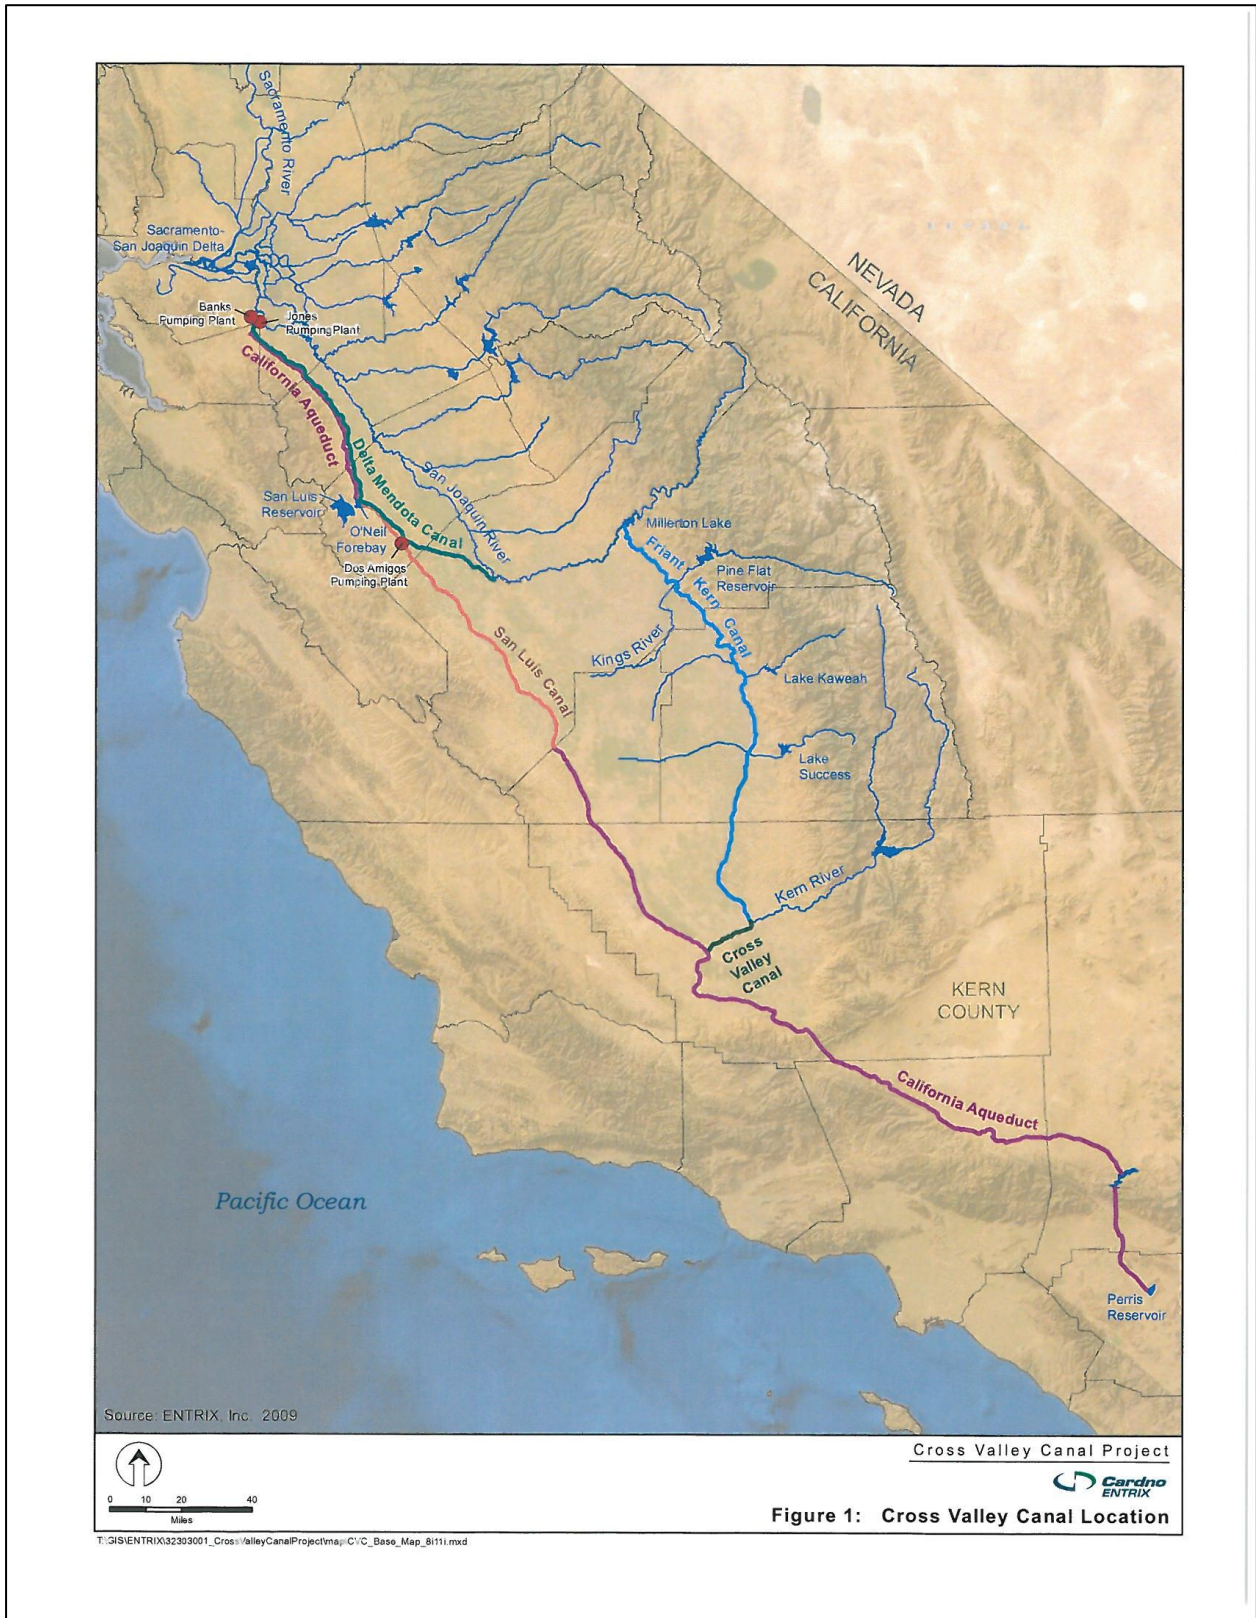 Sacramento River
Sacramento-
San Joaquin Delta
NEVADA
CALIFORNIA
Banks
Pumping Plant
Jones
Pumping Plant
California Aqueduct
Delta Mendota Canal
San Joaquin River
San Luis
Reservoir
O'Neil
Forebay
Dos Amigos
Pumping Plant
Millerton Lake
Friant Kern Canal
Pine Flat
Reservoir
San Luis Canal
Kings River
Lake Kaweah
Lake
Success
Kern River
Cross
Valley
Canal
KERN
COUNTY
California Aqueduct
Pacific Ocean
Perris
Reservoir
Source: ENTRIX, Inc. 2009
Cross Valley Canal Project
Cardno
ENTRIX
0 10 20 40
Miles
Figure 1: Cross Valley Canal Location
T:\GIS\ENTRIX\32303001_CrossValleyCanalProject\map\CVC_Base_Map_8i11i.mxd